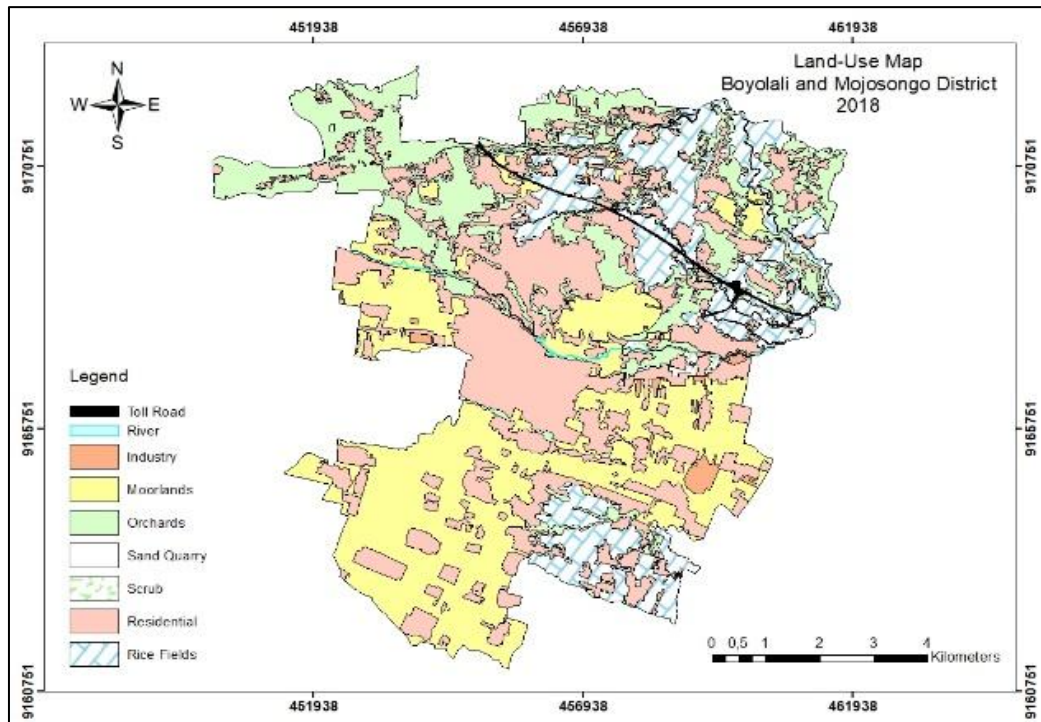 451938 456938 461938
Land-Use Map
Boyolali and Mojosongo District
2018
N
W E
S
9170751 9170751
Legend
Toll Road
River
Industry
Moorlands
Orchards
Sand Quarry
Scrub
Residential
Rice Fields
9165751 9165751
0 0,5 1 2 3 4
Kilometers
9160751 9160751
451938 456938 461938